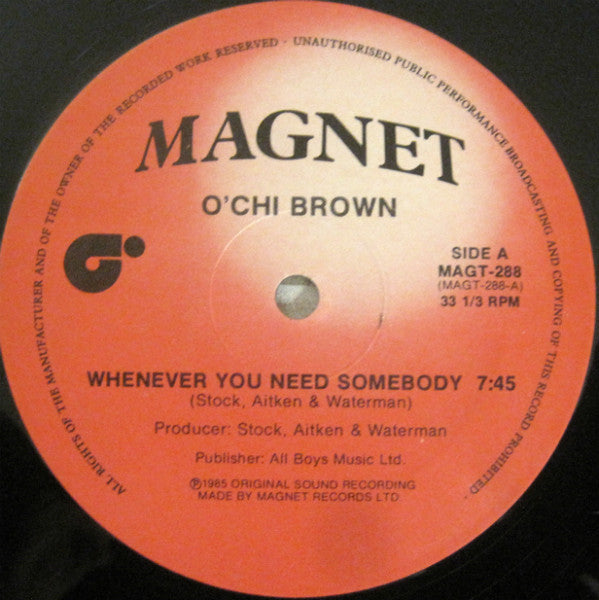 ALL RIGHTS OF THE MANUFACTURER AND OF THE OWNER OF THE RECORDED WORK RESERVED · UNAUTHORISED PUBLIC PERFORMANCE BROADCASTING AND COPYING OF THIS RECORD PROHIBITED ·
MAGNET
O'CHI BROWN
SIDE A
MAGT-288
(MAGT-288-A)
33 1/3 RPM
WHENEVER YOU NEED SOMEBODY 7:45
(Stock, Aitken & Waterman)
Producer: Stock, Aitken & Waterman
Publisher: All Boys Music Ltd.
℗1985 ORIGINAL SOUND RECORDING
MADE BY MAGNET RECORDS LTD.